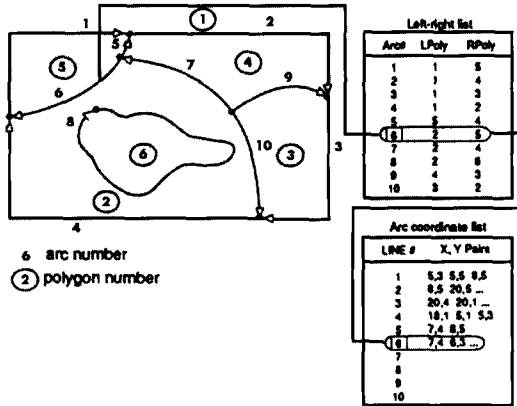 1
1
2
5
5
4
7
6
9
8
6
10
3
3
2
4
6 arc number
2 polygon number
Left-right list
Arc# LPoly RPoly
1 1 5
2 1 4
3 1 3
4 1 2
5 5 4
6 2 5
7 2 4
8 2 6
9 4 3
10 3 2
Arc coordinate list
LINE # X, Y Pairs
1 5,3 5,5 8,5
2 8,5 20,5 ...
3 20,4 20,1 ...
4 18,1 5,1 5,3
5 7,4 8,5
6 7,4 6,3 ...
7
8
9
10